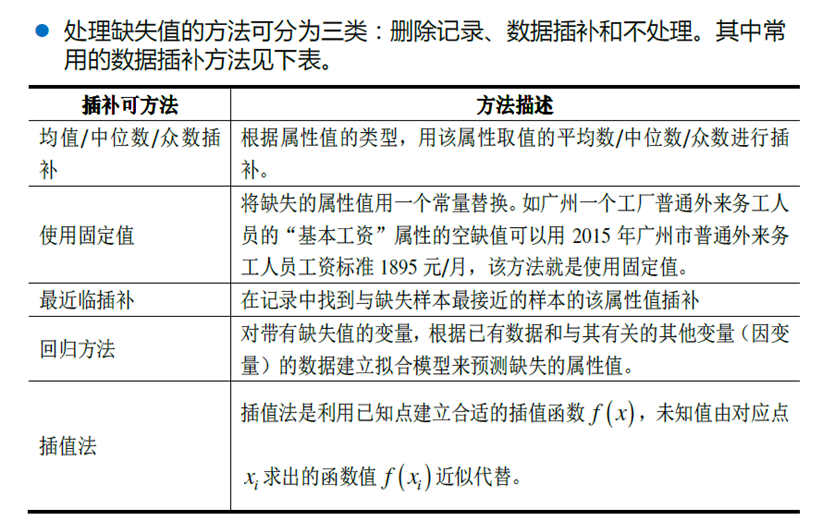 处理缺失值的方法可分为三类：删除记录、数据插补和不处理。其中常
用的数据插补方法见下表。
插补可方法 方法描述
均值/中位数/众数插 根据属性值的类型，用该属性取值的平均数/中位数/众数进行插
补 补。
将缺失的属性值用一个常量替换。如广州一个工厂普通外来务工人
使用固定值 员的“基本工资”属性的空缺值可以用 2015 年广州市普通外来务
工人员工资标准 1895 元/月，该方法就是使用固定值。
最近临插补 在记录中找到与缺失样本最接近的样本的该属性值插补
回归方法 对带有缺失值的变量，根据已有数据和与其有关的其他变量（因变
量）的数据建立拟合模型来预测缺失的属性值。
插值法 插值法是利用已知点建立合适的插值函数 f(x)，未知值由对应点
xᵢ 求出的函数值 f(xᵢ) 近似代替。